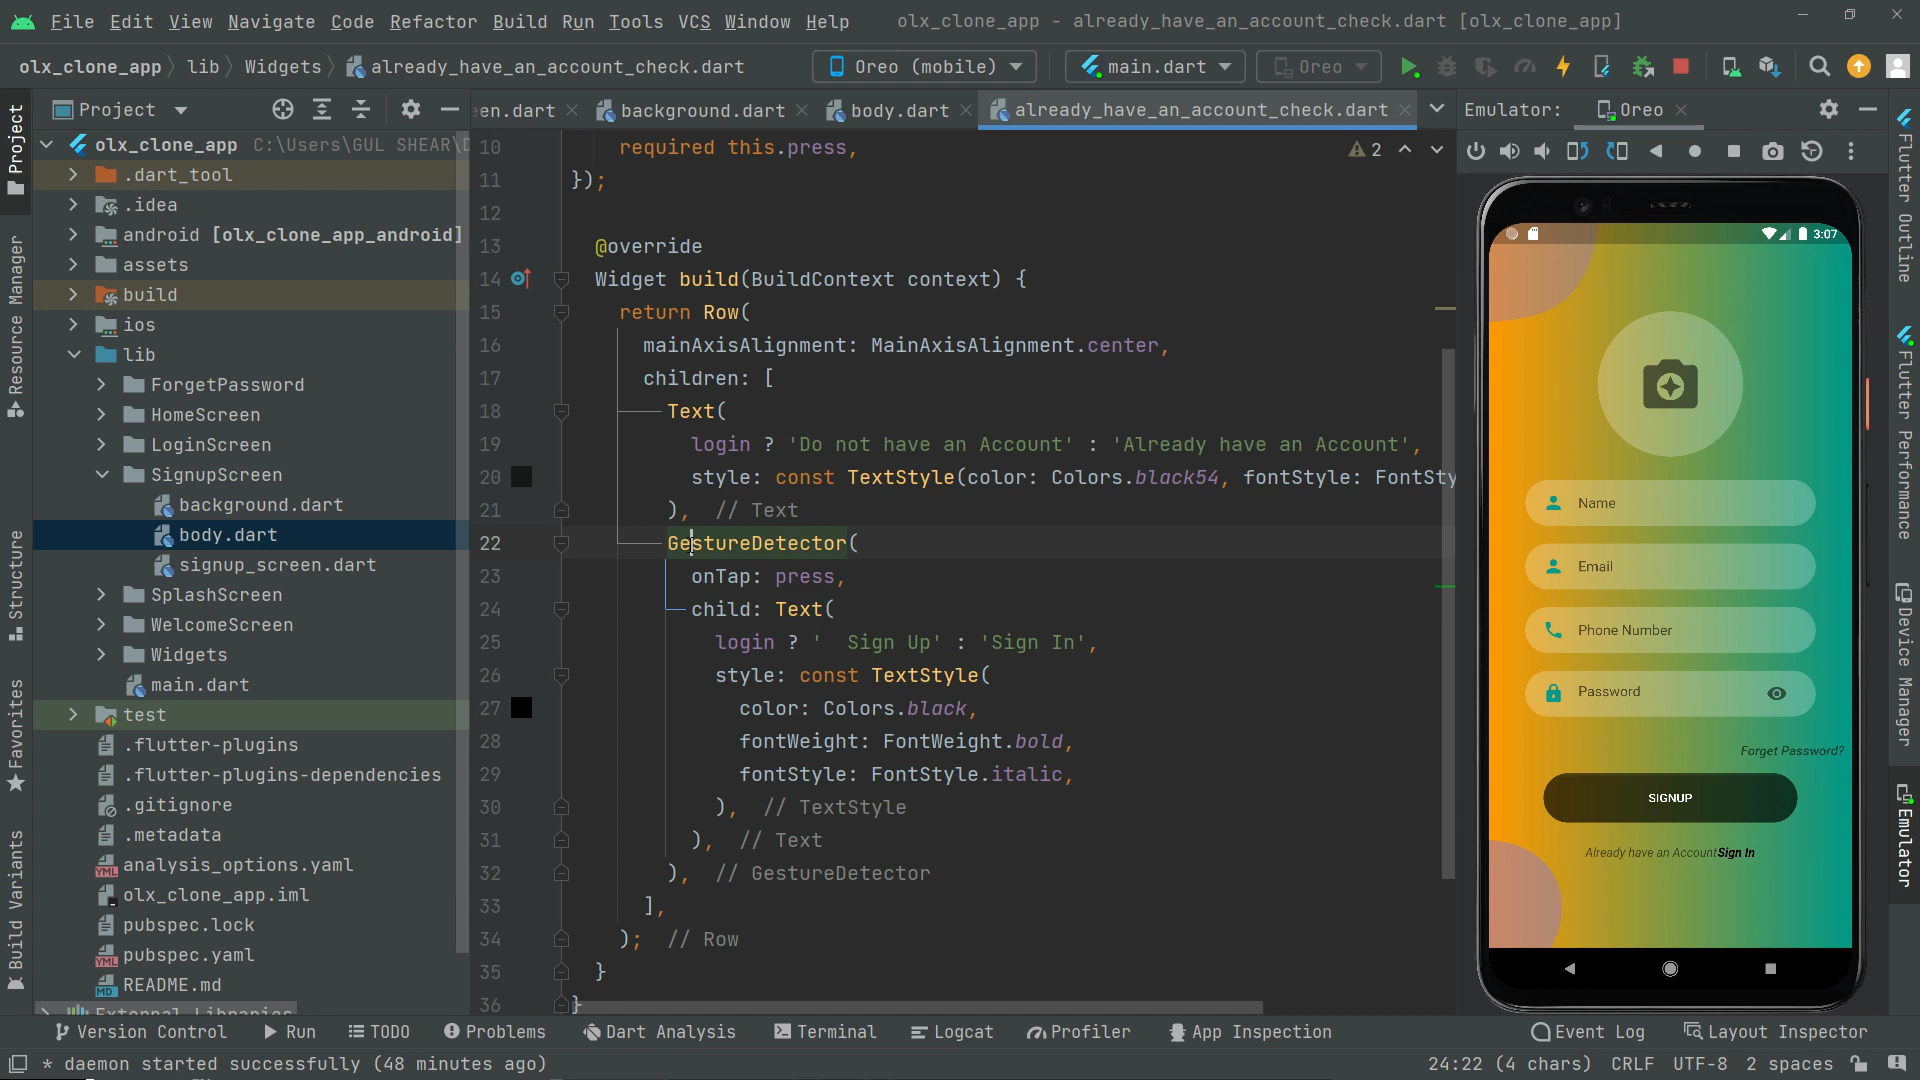 File Edit View Navigate Code Refactor Build Run Tools VCS Window Help olx_clone_app - already_have_an_account_check.dart [olx_clone_app]
olx_clone_app lib Widgets already_have_an_account_check.dart Oreo (mobile) main.dart Oreo
Project
een.dart background.dart body.dart already_have_an_account_check.dart
Emulator: Oreo
olx_clone_app C:\Users\GUL SHEAR\D
.dart_tool
.idea
android [olx_clone_app_android]
assets
build
ios
lib
ForgetPassword
HomeScreen
LoginScreen
SignupScreen
background.dart
body.dart
signup_screen.dart
SplashScreen
WelcomeScreen
Widgets
main.dart
test
.flutter-plugins
.flutter-plugins-dependencies
.gitignore
.metadata
analysis_options.yaml
olx_clone_app.iml
pubspec.lock
pubspec.yaml
README.md
External Libraries
Project
Resource Manager
Structure
Favorites
Build Variants
2
10 required this.press,
11 });
12
13 @override
14 Widget build(BuildContext context) {
15 return Row(
16 mainAxisAlignment: MainAxisAlignment.center,
17 children: [
18 Text(
19 login ? 'Do not have an Account' : 'Already have an Account',
20 style: const TextStyle(color: Colors.black54, fontStyle: FontSty
21 ), // Text
22 GestureDetector(
23 onTap: press,
24 child: Text(
25 login ? '  Sign Up' : 'Sign In',
26 style: const TextStyle(
27 color: Colors.black,
28 fontWeight: FontWeight.bold,
29 fontStyle: FontStyle.italic,
30 ), // TextStyle
31 ), // Text
32 ), // GestureDetector
33 ],
34 ); // Row
35 }
36 }
3:07
Name
Email
Phone Number
Password
Forget Password?
SIGNUP
Already have an AccountSign In
Flutter Outline
Flutter Performance
Device Manager
Emulator
Version Control Run TODO Problems Dart Analysis Terminal Logcat Profiler App Inspection Event Log Layout Inspector
* daemon started successfully (48 minutes ago) 24:22 (4 chars) CRLF UTF-8 2 spaces